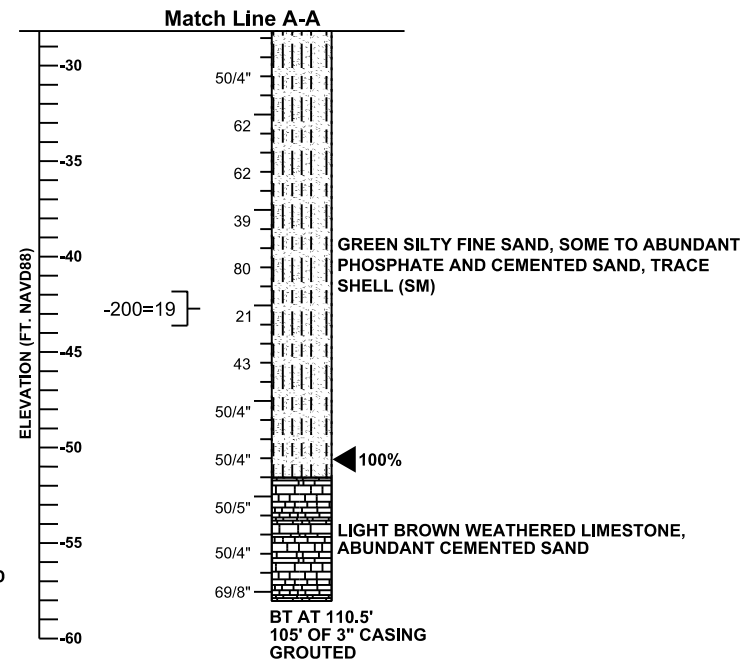 Match Line A-A
-30
-35
-40
-45
-50
-55
-60
ELEVATION (FT. NAVD88)
50/4"
62
62
39
80
21
43
50/4"
50/4"
50/5"
50/4"
69/8"
-200=19
GREEN SILTY FINE SAND, SOME TO ABUNDANT
PHOSPHATE AND CEMENTED SAND, TRACE
SHELL (SM)
100%
LIGHT BROWN WEATHERED LIMESTONE,
ABUNDANT CEMENTED SAND
BT AT 110.5'
105' OF 3" CASING
GROUTED